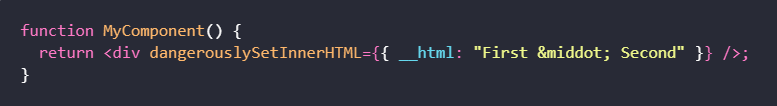 function MyComponent() {
  return <div dangerouslySetInnerHTML={{ __html: "First &middot; Second" }} />;
}